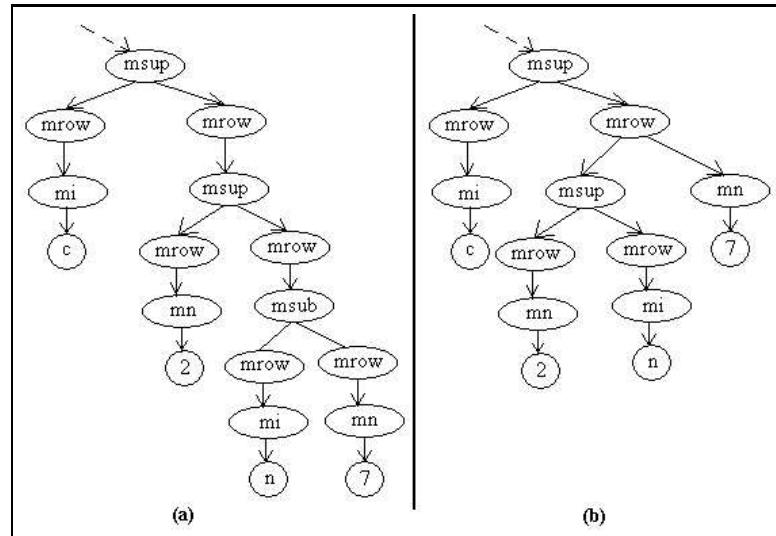 msup
mrow mrow
mi msup
c mrow mrow
mn msub
2 mrow mrow
mi mn
n 7
(a)
msup
mrow mrow
mi msup mn
c mrow mrow 7
mn mi
2 n
(b)